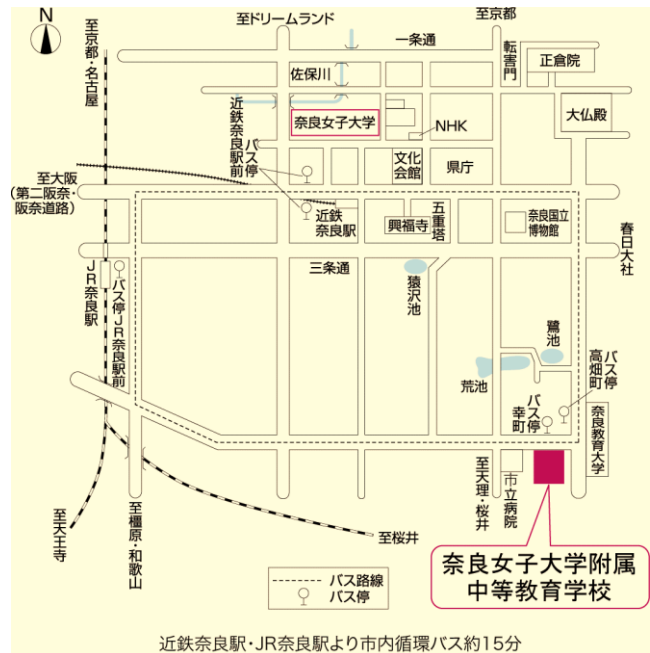 N
至ドリームランド
至京都
至京都・名古屋
一条通
転害門
正倉院
佐保川
大仏殿
近鉄奈良駅前
バス停
奈良女子大学
NHK
文化
会館
県庁
至大阪
(第二阪奈・
阪奈道路)
近鉄
奈良駅
興福寺
五重塔
奈良国立
博物館
春日大社
三条通
JR奈良駅
バス停JR奈良駅前
猿沢池
鷺池
荒池
バス停
高畑町
バス停
幸町
奈良教育大学
至天理・桜井
市立病院
至天王寺
至橿原・和歌山
至桜井
奈良女子大学附属
中等教育学校
バス路線
バス停
近鉄奈良駅・JR奈良駅より市内循環バス約15分